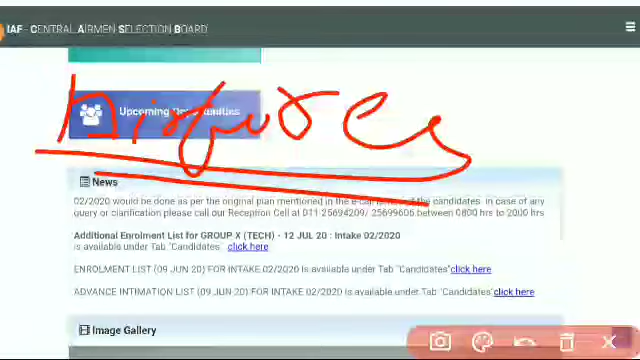 IAF - CENTRAL AIRMEN SELECTION BOARD
Upcoming Opportunities
News
02/2020 would be done as per the original plan mentioned in the e-call the candidates. In case of any
query or clarification please call our Reception Cell at 011-25694209/ 25699606 between 0800 hrs to 2000 hrs
Additional Enrolment List for GROUP X (TECH) - 12 JUL 20 : Intake 02/2020
is available under Tab "Candidates" click here
ENROLMENT LIST (09 JUN 20) FOR INTAKE 02/2020 is available under Tab "Candidates" click here
ADVANCE INTIMATION LIST (09 JUN 20) FOR INTAKE 02/2020 is available under Tab "Candidates" click here
Image Gallery